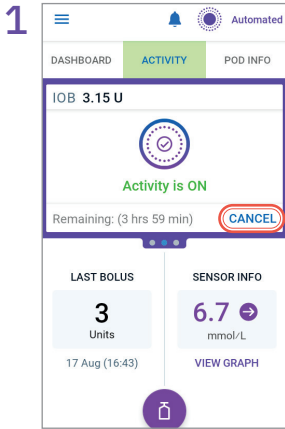 1
Automated
DASHBOARD ACTIVITY POD INFO
IOB 3.15 U
Activity is ON
Remaining: (3 hrs 59 min) CANCEL
LAST BOLUS SENSOR INFO
3 6.7
Units mmol/L
17 Aug (16:43) VIEW GRAPH